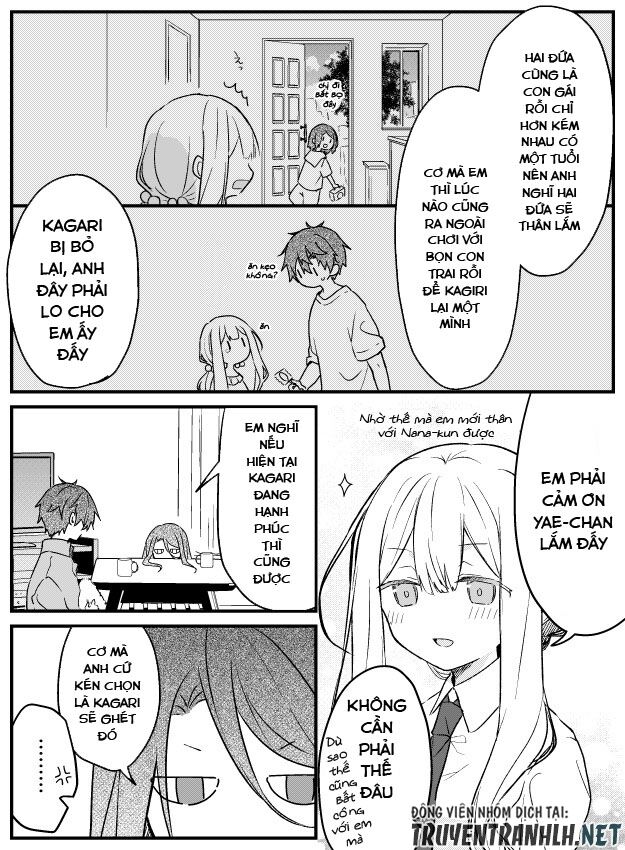 HAI ĐỨA
CŨNG LÀ
CON GÁI
RỒI CHỈ
HƠN KÉM
NHAU CÓ
MỘT TUỔI
NÊN ANH
NGHĨ HAI
ĐỨA SẼ
THÂN LẮM
chị đi
bắt bọ
đây
CƠ MÀ EM
THÌ LÚC
NÀO CŨNG
RA NGOÀI
CHƠI VỚI
BỌN CON
TRAI RỒI
ĐỂ KAGIRI
LẠI MỘT
MÌNH
ăn kẹo
không?
ăn
KAGARI
BỊ BỎ
LẠI, ANH
ĐÂY PHẢI
LO CHO
EM ẤY
ĐẤY
EM PHẢI
CẢM ƠN
YAE-CHAN
LẮM ĐẤY
Nhờ thế mà em mới thân
với Nana-kun được
KHÔNG
CẦN
PHẢI
THẾ
ĐÂU
Dù
sao
thế
cũng
bất
công
với em
mà
EM NGHĨ
NẾU
HIỆN TẠI
KAGARI
ĐANG
HẠNH
PHÚC
THÌ
CŨNG
ĐƯỢC
CƠ MÀ
ANH CỨ
KÉN CHỌN
LÀ KAGARI
SẼ GHÉT
ĐÓ
.........
ĐỘNG VIÊN NHÓM DỊCH TẠI:
TRUYENTRANHLH.NET